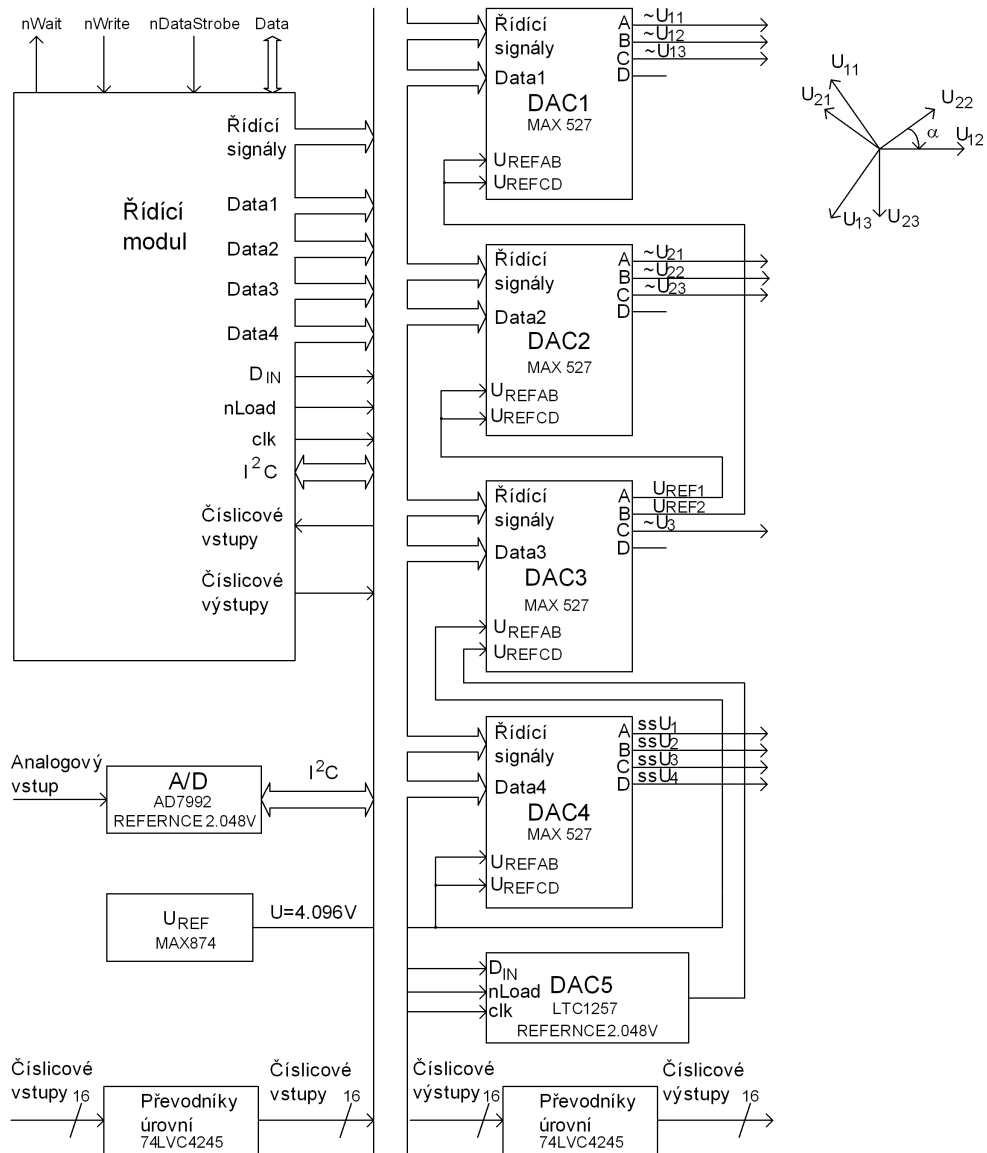 nWait nWrite nDataStrobe Data
Řídící
signály
Řídící
modul
Data1
Data2
Data3
Data4
D IN
nLoad
clk
I2C
Číslicové
vstupy
Číslicové
výstupy
Řídící
signály
Data1
DAC1
MAX 527
UREFAB
UREFCD
A ~U11
B ~U12
C ~U13
D
U11
U21
U22
α
U12
U13
U23
Řídící
signály
Data2
DAC2
MAX 527
UREFAB
UREFCD
A ~U21
B ~U22
C ~U23
D
Řídící
signály
Data3
DAC3
MAX 527
UREFAB
UREFCD
A UREF1
B UREF2
C ~U3
D
Řídící
signály
Data4
DAC4
MAX 527
UREFAB
UREFCD
A ssU1
B ssU2
C ssU3
D ssU4
Analogový
vstup
A/D
AD7992
REFERNCE 2.048V
I2C
UREF
MAX874
U=4.096V
DIN
nLoad
clk
DAC5
LTC1257
REFERNCE2.048V
Číslicové
vstupy 16
Převodníky
úrovní
74LVC4245
Číslicové
vstupy 16
Číslicové
výstupy 16
Převodníky
úrovní
74LVC4245
Číslicové
výstupy 16